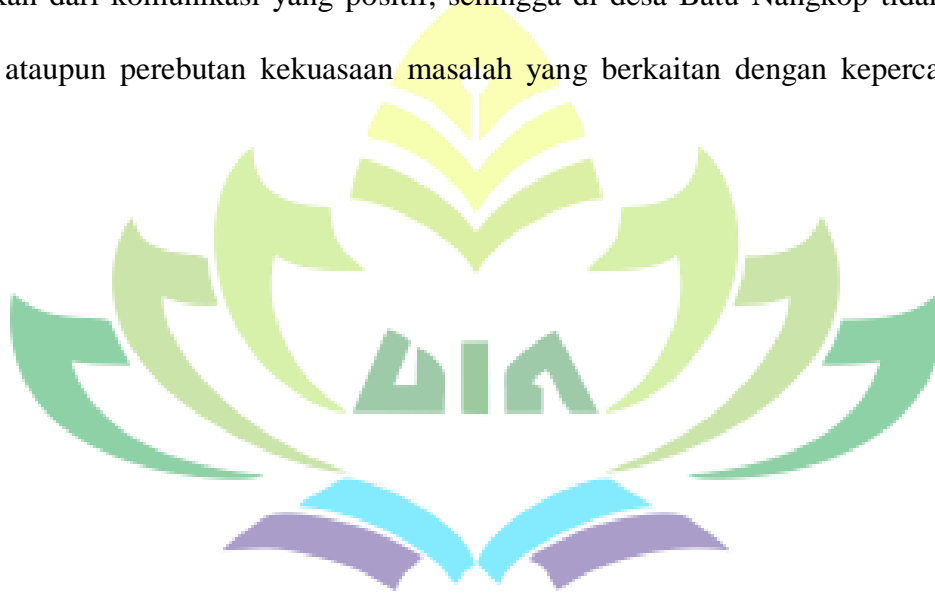 kan dari komunikasi yang positif, sehingga di desa Batu Nangkop tidak
ataupun perebutan kekuasaan masalah yang berkaitan dengan keperca
UIN